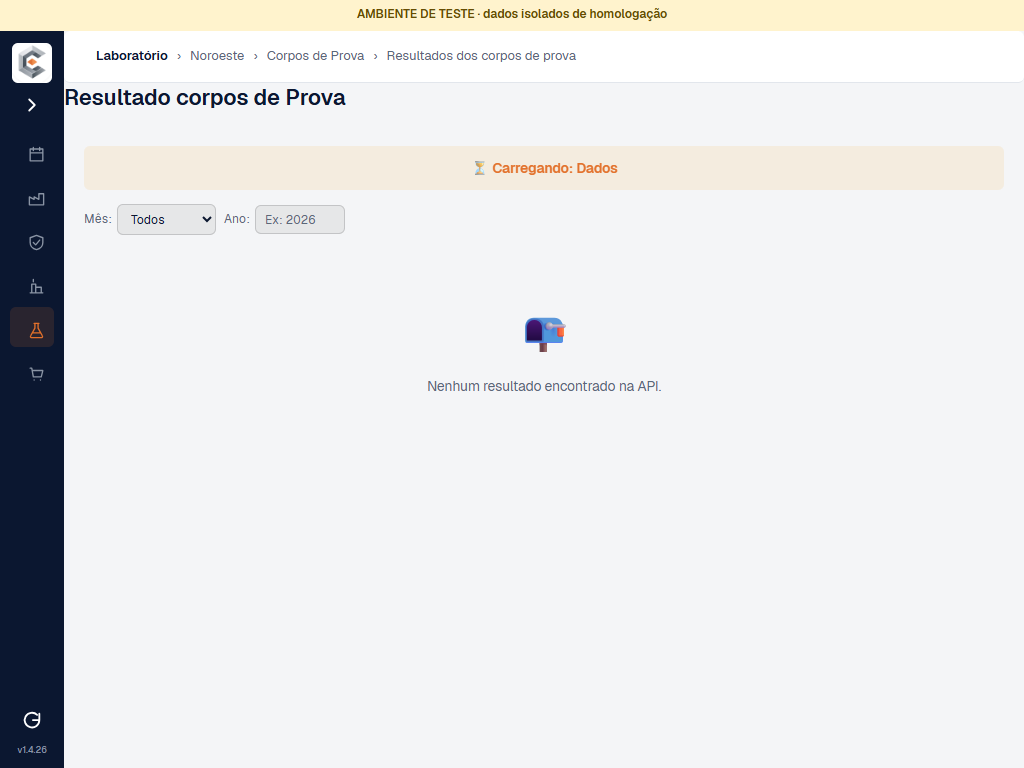 AMBIENTE DE TESTE · dados isolados de homologação
Laboratório › Noroeste › Corpos de Prova › Resultados dos corpos de prova
Resultado corpos de Prova
⏳ Carregando: Dados
Mês: Todos Ano: Ex: 2026
Nenhum resultado encontrado na API.
v1.4.26